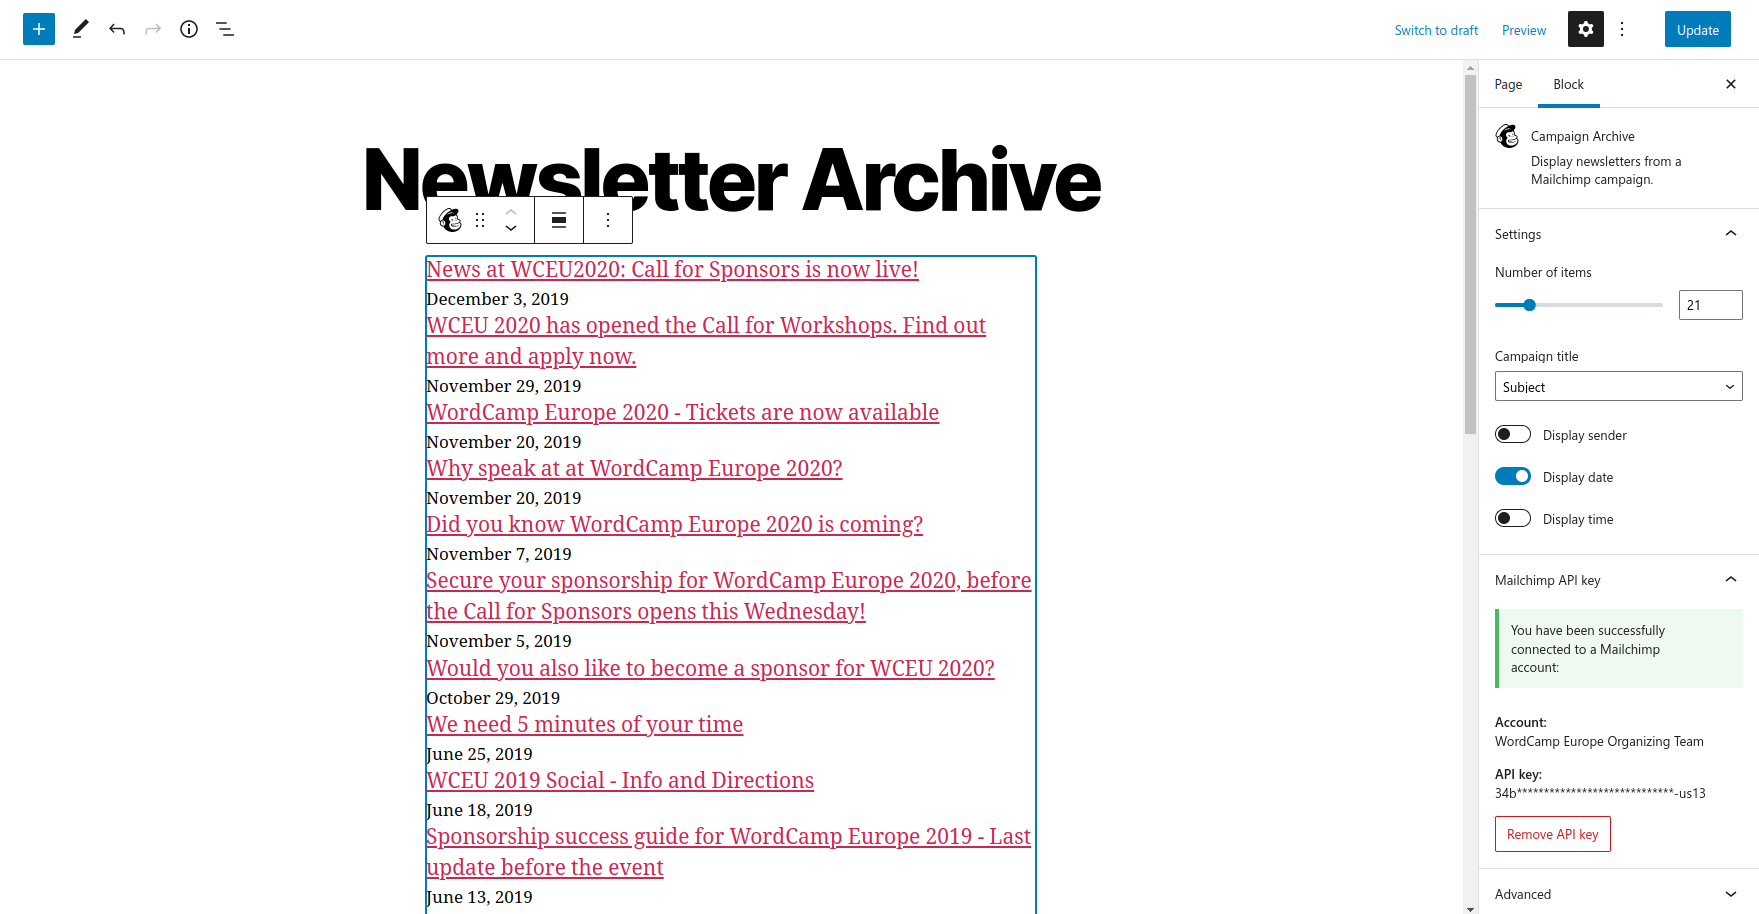 Switch to draft Preview Update
Page Block
Newsletter Archive
News at WCEU2020: Call for Sponsors is now live!
December 3, 2019
WCEU 2020 has opened the Call for Workshops. Find out
more and apply now.
November 29, 2019
WordCamp Europe 2020 - Tickets are now available
November 20, 2019
Why speak at at WordCamp Europe 2020?
November 20, 2019
Did you know WordCamp Europe 2020 is coming?
November 7, 2019
Secure your sponsorship for WordCamp Europe 2020, before
the Call for Sponsors opens this Wednesday!
November 5, 2019
Would you also like to become a sponsor for WCEU 2020?
October 29, 2019
We need 5 minutes of your time
June 25, 2019
WCEU 2019 Social - Info and Directions
June 18, 2019
Sponsorship success guide for WordCamp Europe 2019 - Last
update before the event
June 13, 2019
Campaign Archive
Display newsletters from a
Mailchimp campaign.
Settings
Number of items
21
Campaign title
Subject
Display sender
Display date
Display time
Mailchimp API key
You have been successfully
connected to a Mailchimp
account:
Account:
WordCamp Europe Organizing Team
API key:
34b*****************************-us13
Remove API key
Advanced